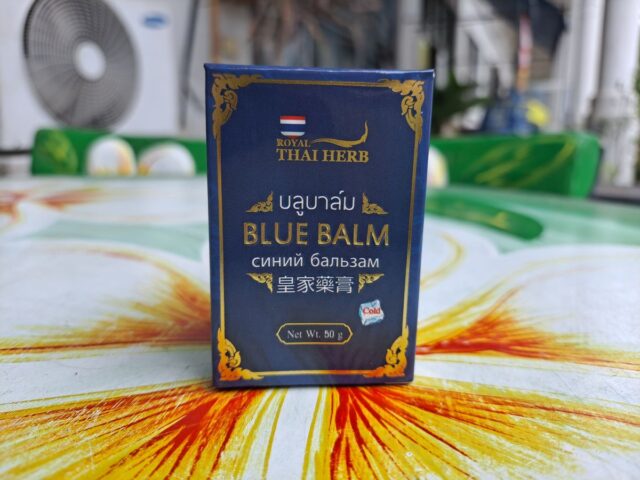 ROYAL
THAI HERB
บลูบาล์ม
BLUE BALM
синий бальзам
皇家藥膏
Cold
Net Wt. 50 g